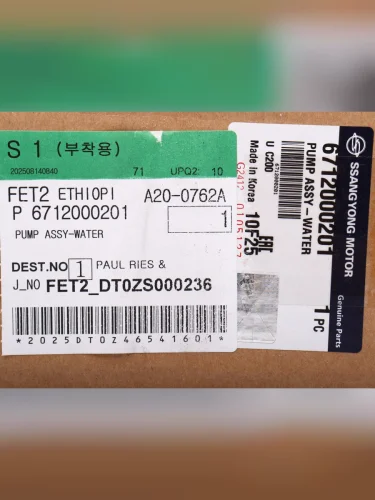 S 1 (부착용)
202508140840 71 UPQ2: 10
FET2 ETHIOPI A20-0762A
P 6712000201 1
PUMP ASSY-WATER
DEST.NO 1 PAUL RIES &
J_NO FET2_DT0ZS000236
*2025DT0Z46541601*
SSANGYONG MOTOR
Genuine Parts
6712000201
PUMP ASSY-WATER
1 PC
U C200
Made in Korea
10F25
EAC